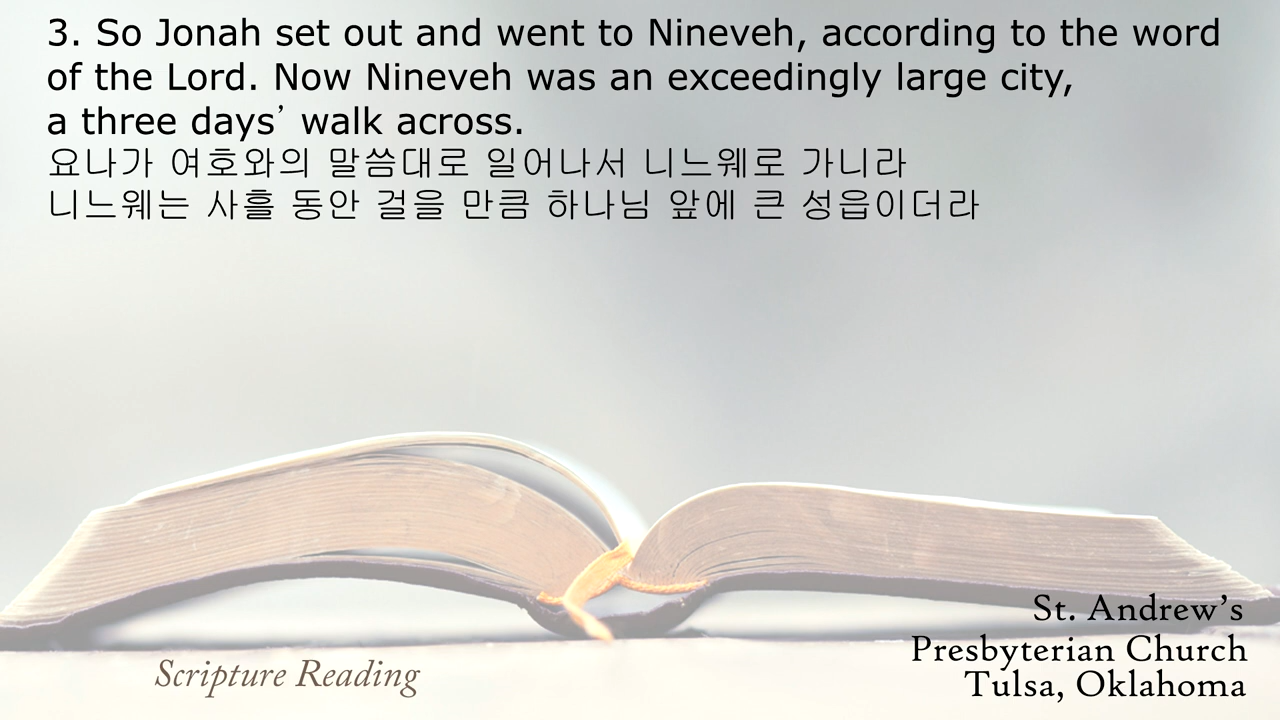 3. So Jonah set out and went to Nineveh, according to the word
of the Lord. Now Nineveh was an exceedingly large city,
a three days’ walk across.
요나가 여호와의 말씀대로 일어나서 니느웨로 가니라
니느웨는 사흘 동안 걸을 만큼 하나님 앞에 큰 성읍이더라
Scripture Reading
St. Andrew’s
Presbyterian Church
Tulsa, Oklahoma